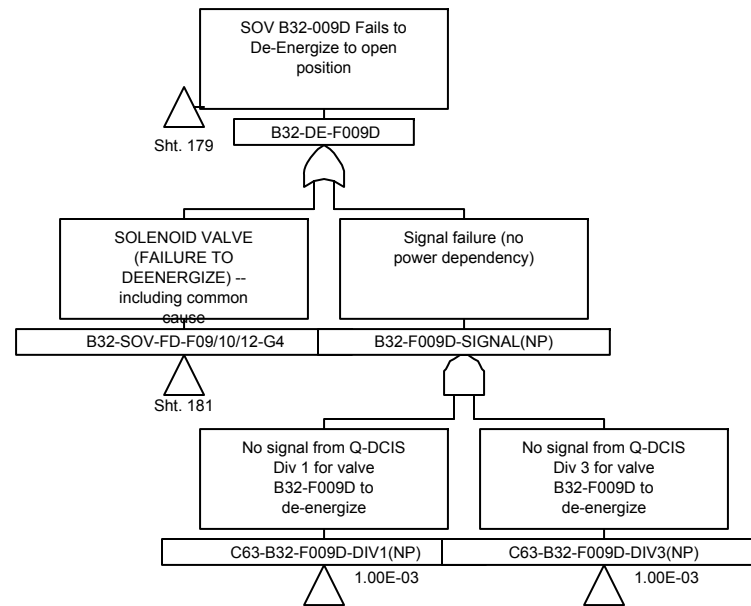 SOV B32-009D Fails to
De-Energize to open
position
Sht. 179
B32-DE-F009D
SOLENOID VALVE
(FAILURE TO
DEENERGIZE) --
including common
cause
Signal failure (no
power dependency)
B32-SOV-FD-F09/10/12-G4
B32-F009D-SIGNAL(NP)
Sht. 181
No signal from Q-DCIS
Div 1 for valve
B32-F009D to
de-energize
No signal from Q-DCIS
Div 3 for valve
B32-F009D to
de-energize
C63-B32-F009D-DIV1(NP)
C63-B32-F009D-DIV3(NP)
1.00E-03
1.00E-03